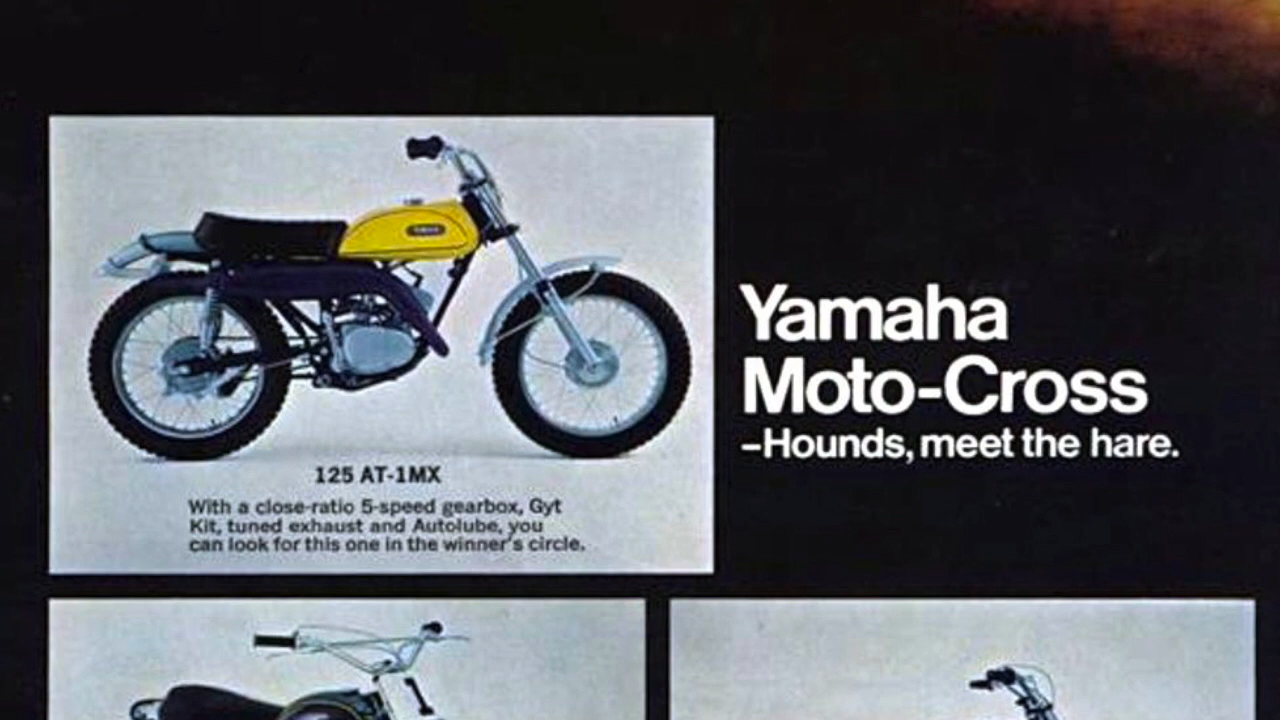 125 AT-1MX
With a close-ratio 5-speed gearbox, Gyt
Kit, tuned exhaust and Autolube, you
can look for this one in the winner's circle.
Yamaha
Moto-Cross
–Hounds, meet the hare.